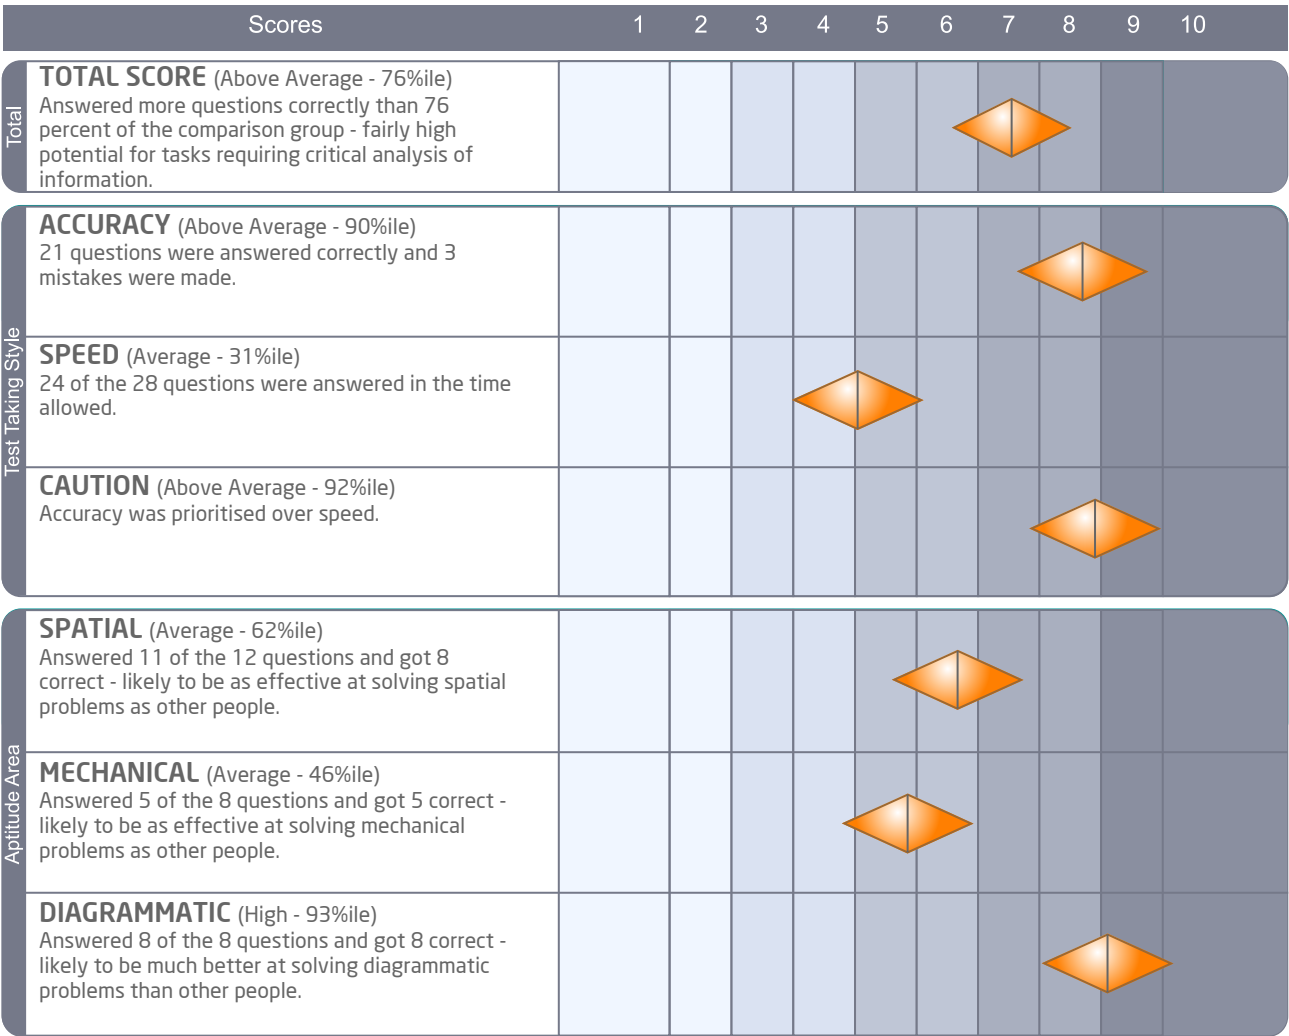 Scores 1 2 3 4 5 6 7 8 9 10
Total
TOTAL SCORE (Above Average - 76%ile)
Answered more questions correctly than 76
percent of the comparison group - fairly high
potential for tasks requiring critical analysis of
information.
Test Taking Style
ACCURACY (Above Average - 90%ile)
21 questions were answered correctly and 3
mistakes were made.
SPEED (Average - 31%ile)
24 of the 28 questions were answered in the time
allowed.
CAUTION (Above Average - 92%ile)
Accuracy was prioritised over speed.
Aptitude Area
SPATIAL (Average - 62%ile)
Answered 11 of the 12 questions and got 8
correct - likely to be as effective at solving spatial
problems as other people.
MECHANICAL (Average - 46%ile)
Answered 5 of the 8 questions and got 5 correct -
likely to be as effective at solving mechanical
problems as other people.
DIAGRAMMATIC (High - 93%ile)
Answered 8 of the 8 questions and got 8 correct -
likely to be much better at solving diagrammatic
problems than other people.